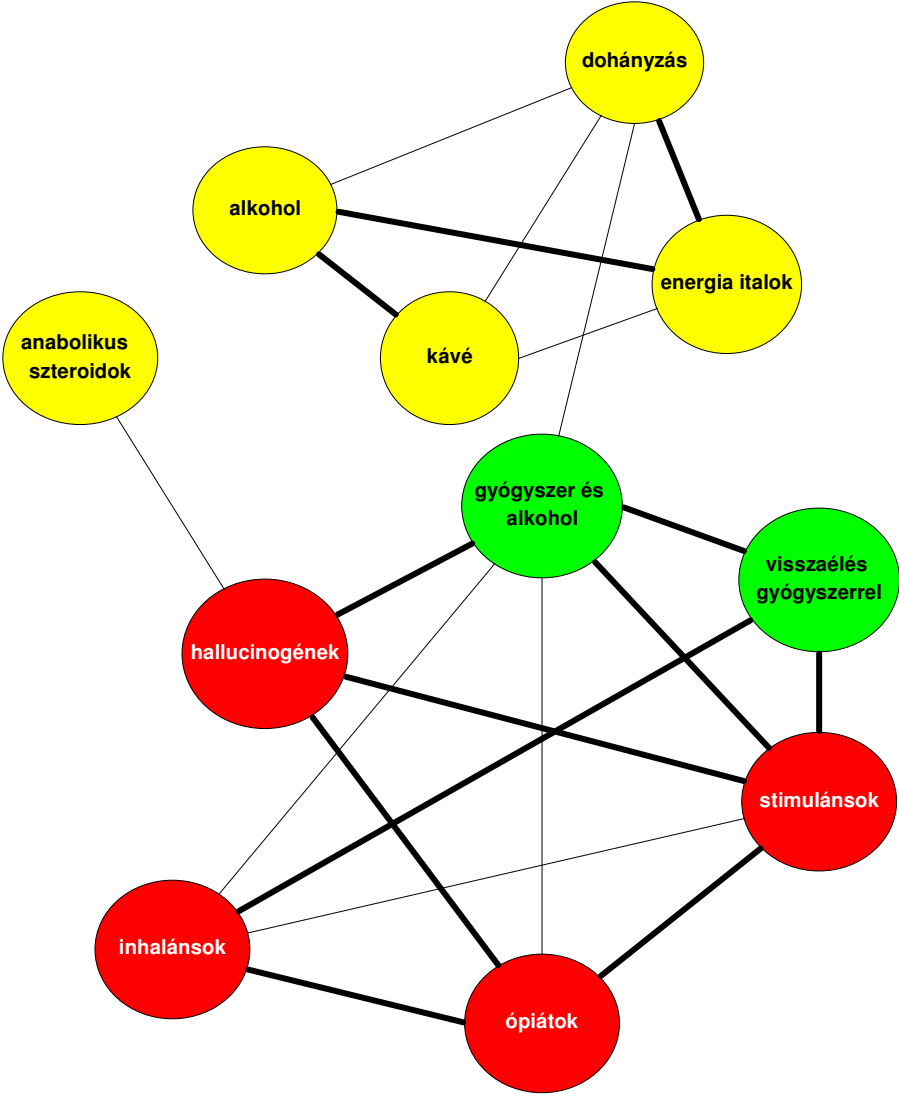 dohányzás
alkohol
energia italok
kávé
anabolikus
szteroidok
gyógyszer és
alkohol
visszaélés
gyógyszerrel
hallucinogének
stimulánsok
inhalánsok
ópiátok